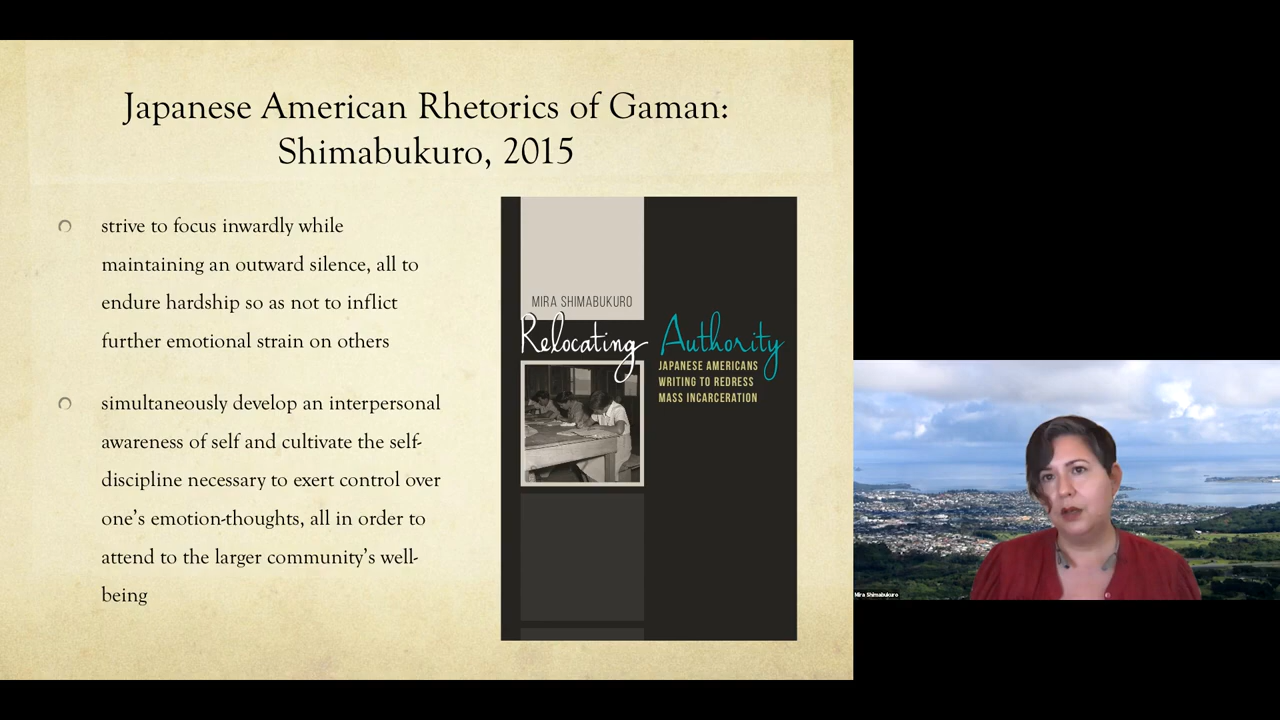 Japanese American Rhetorics of Gaman:
Shimabukuro, 2015
strive to focus inwardly while
maintaining an outward silence, all to
endure hardship so as not to inflict
further emotional strain on others
simultaneously develop an interpersonal
awareness of self and cultivate the self-
discipline necessary to exert control over
one's emotion-thoughts, all in order to
attend to the larger community's well-
being
MIRA SHIMABUKURO
Relocating Authority
JAPANESE AMERICANS
WRITING TO REDRESS
MASS INCARCERATION
Mira Shimabukuro